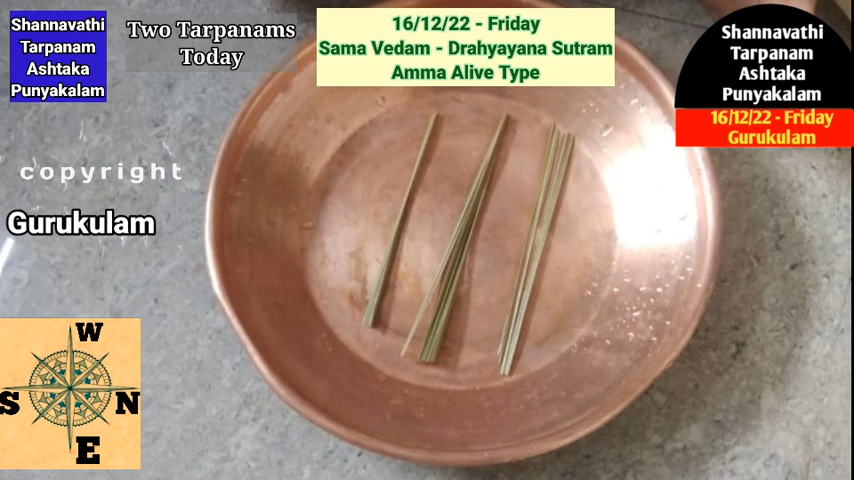 Shannavathi
Tarpanam
Ashtaka
Punyakalam
Two Tarpanams
Today
16/12/22 - Friday
Sama Vedam - Drahyayana Sutram
Amma Alive Type
Shannavathi
Tarpanam
Ashtaka
Punyakalam
16/12/22 - Friday
Gurukulam
copyright
Gurukulam
W
S N
E